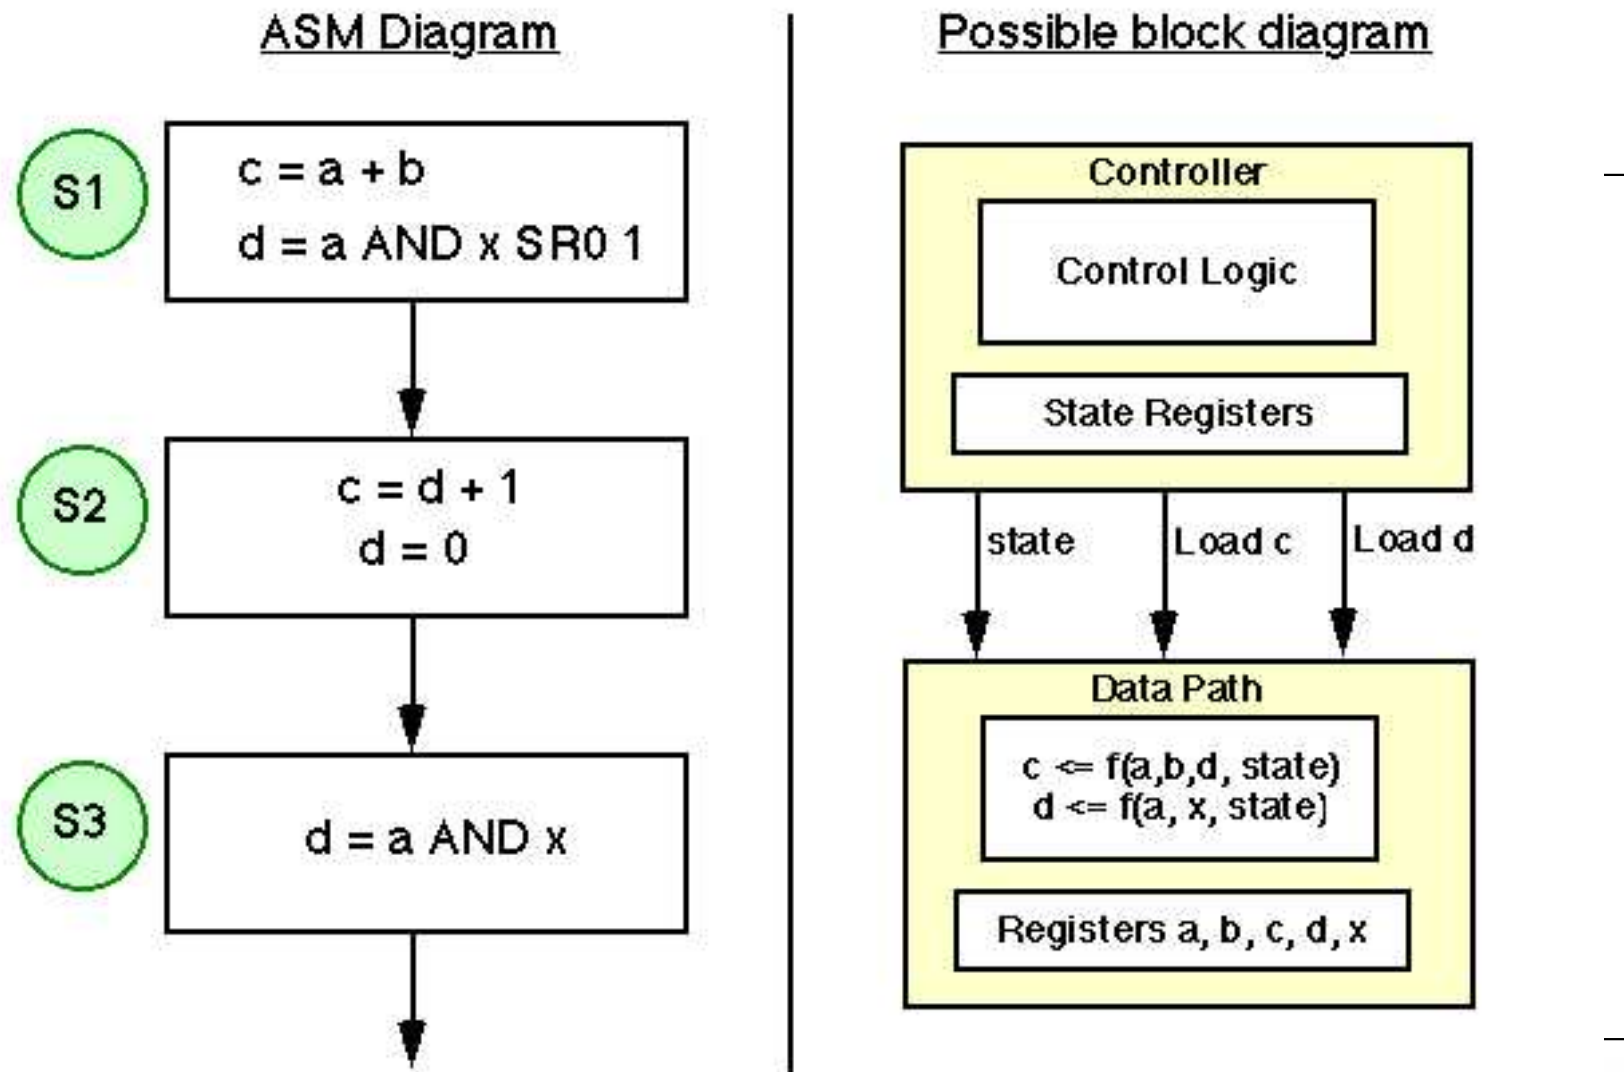 ASM Diagram
S1
c = a + b
d = a AND x SR0 1
S2
c = d + 1
d = 0
S3
d = a AND x
Possible block diagram
Controller
Control Logic
State Registers
state
Load c
Load d
Data Path
c <= f(a,b,d, state)
d <= f(a, x, state)
Registers a, b, c, d, x